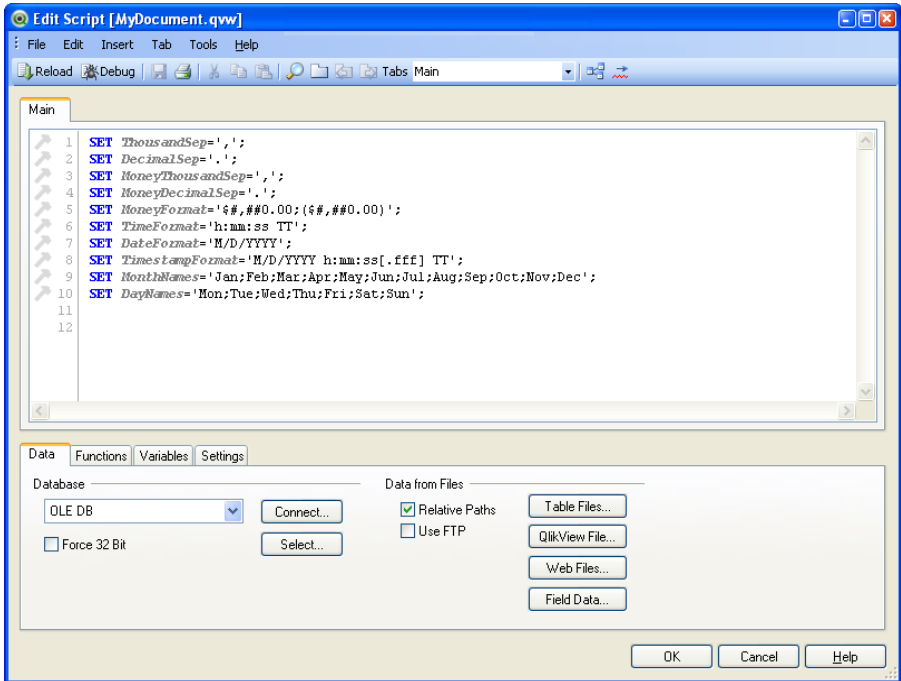 Edit Script [MyDocument.qvw]
File Edit Insert Tab Tools Help
Reload Debug Tabs Main
Main
1 SET ThousandSep=',';
2 SET DecimalSep='.';
3 SET MoneyThousandSep=',';
4 SET MoneyDecimalSep='.';
5 SET MoneyFormat='$#,##0.00;($#,##0.00)';
6 SET TimeFormat='h:mm:ss TT';
7 SET DateFormat='M/D/YYYY';
8 SET TimestampFormat='M/D/YYYY h:mm:ss[.fff] TT';
9 SET MonthNames='Jan;Feb;Mar;Apr;May;Jun;Jul;Aug;Sep;Oct;Nov;Dec';
10 SET DayNames='Mon;Tue;Wed;Thu;Fri;Sat;Sun';
11
12
Data Functions Variables Settings
Database Data from Files
OLE DB Connect... Relative Paths Table Files...
Force 32 Bit Select... Use FTP QlikView File...
Web Files...
Field Data...
OK Cancel Help